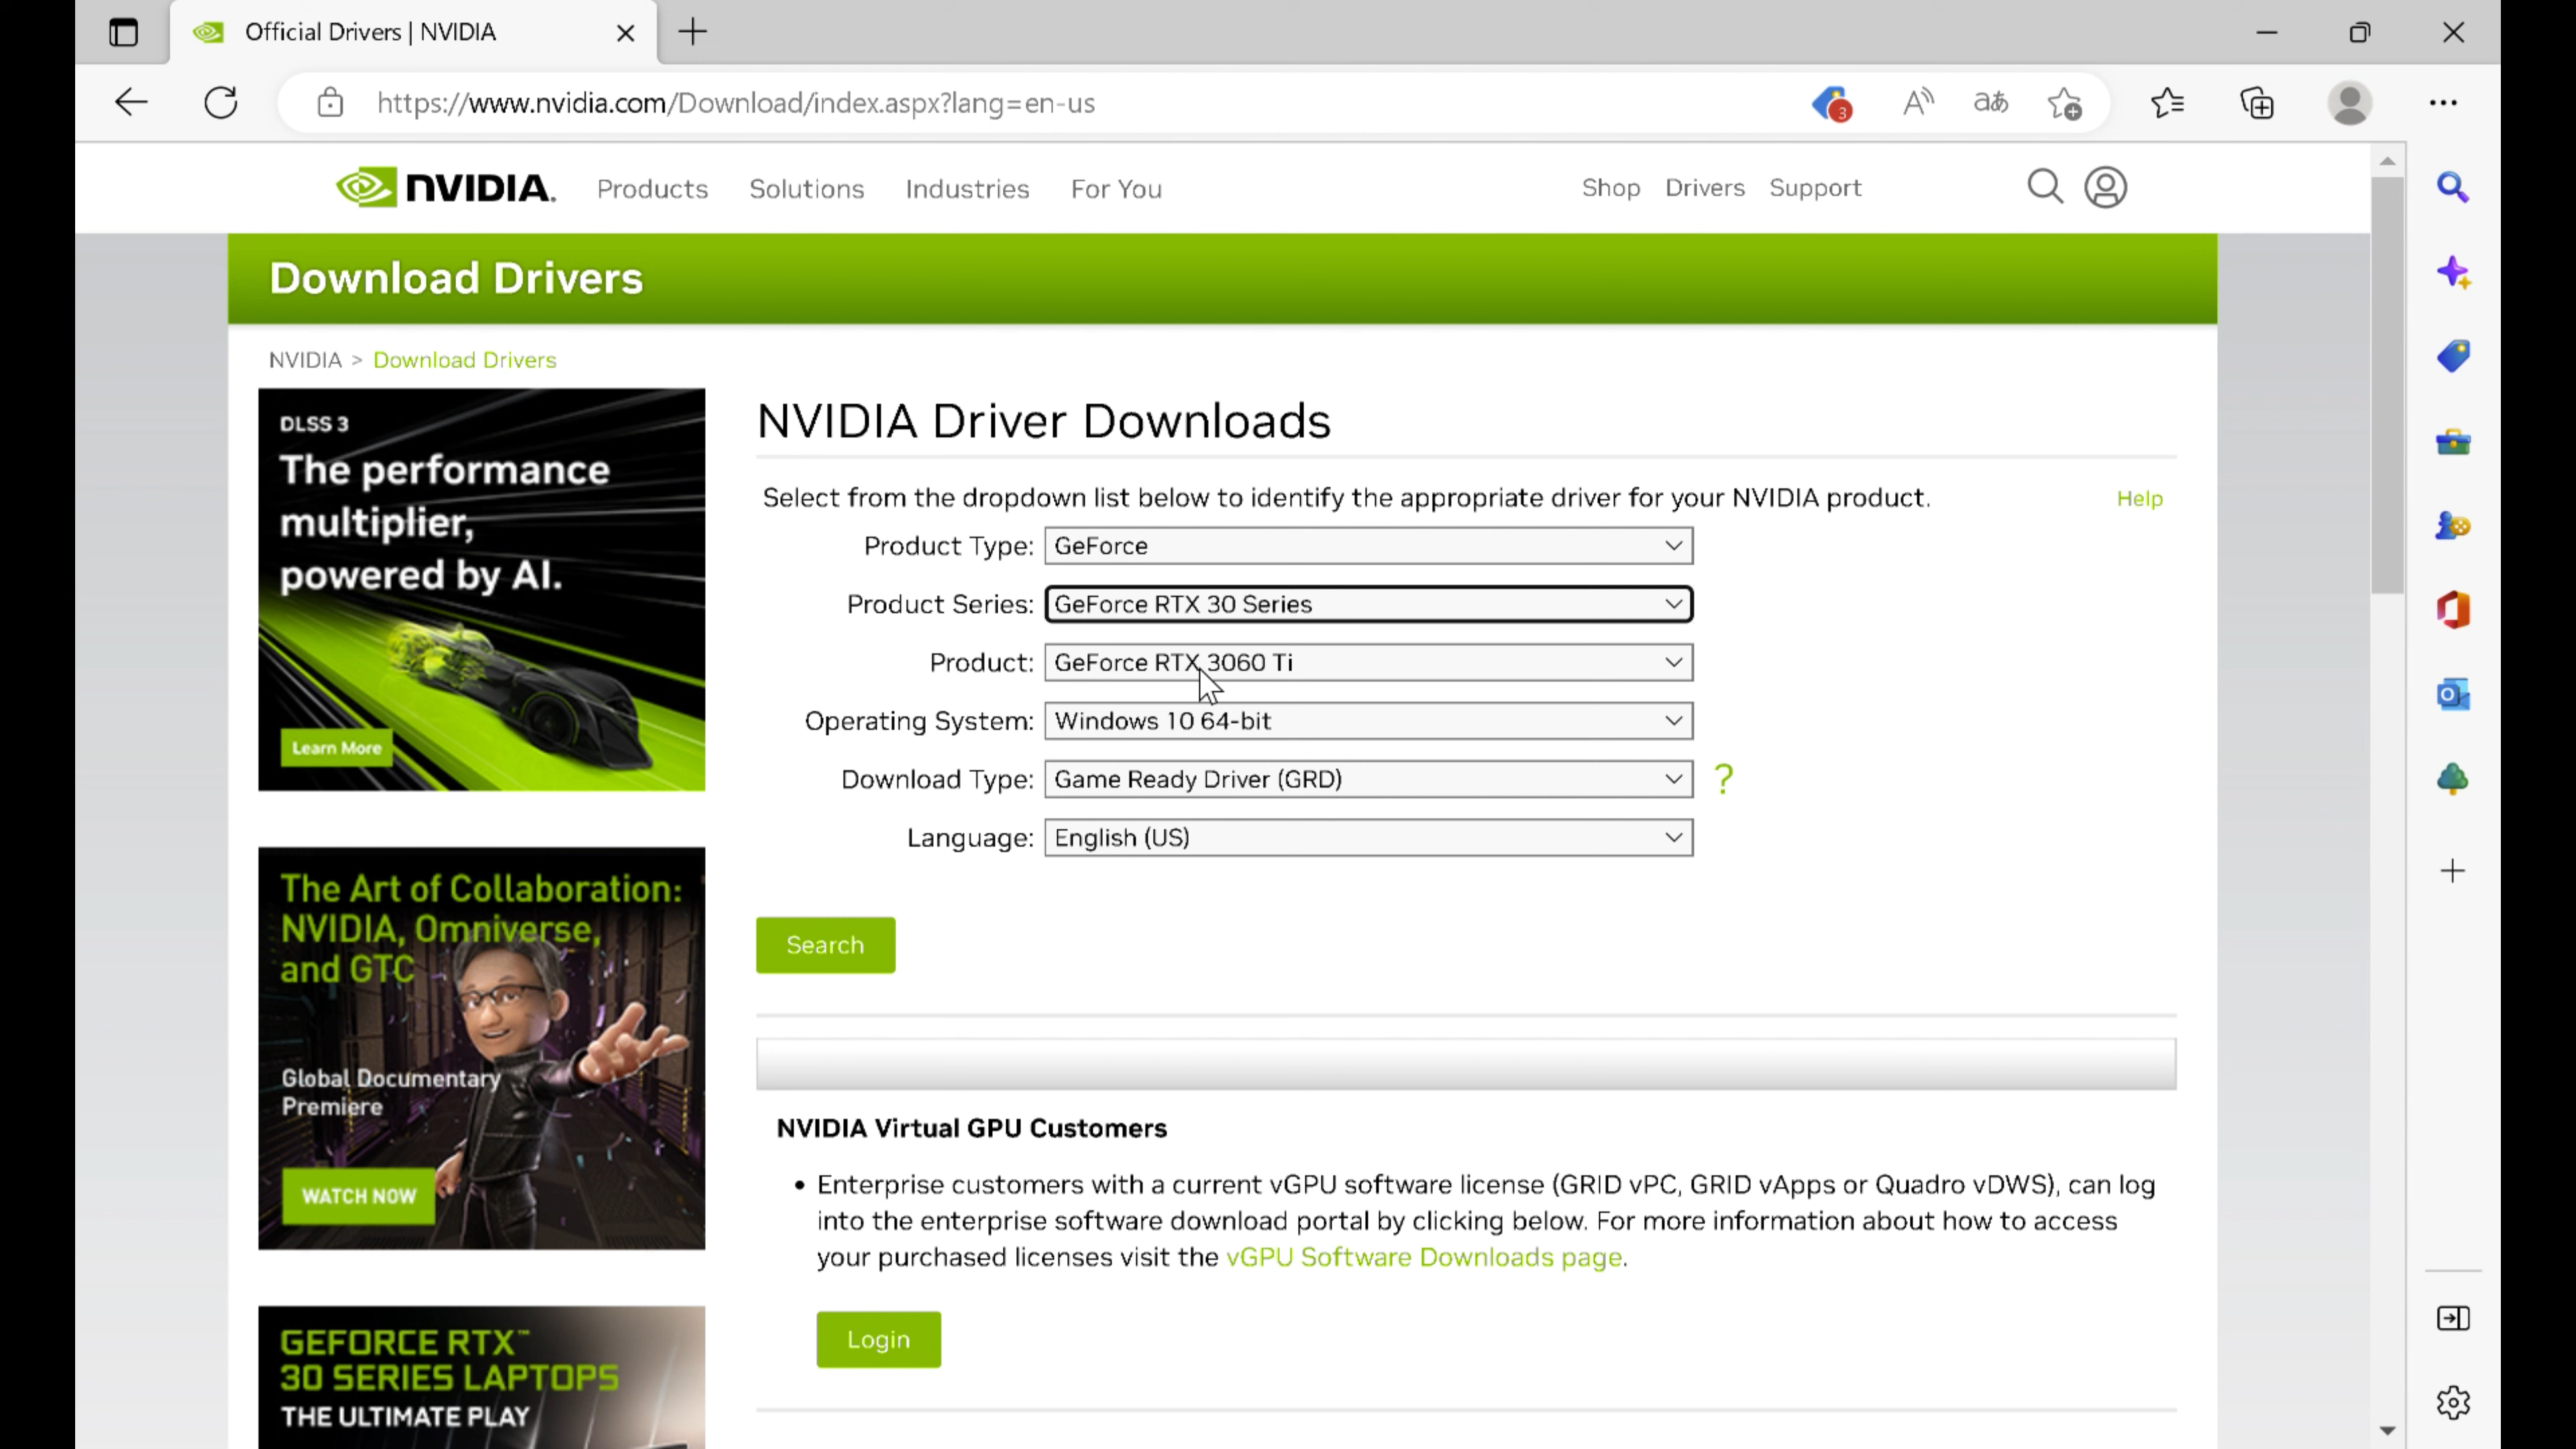 Official Drivers | NVIDIA
https://www.nvidia.com/Download/index.aspx?lang=en-us
3
NVIDIA.
Products
Solutions
Industries
For You
Shop
Drivers
Support
Download Drivers
NVIDIA > Download Drivers
DLSS 3
The performance
multiplier,
powered by AI.
Learn More
NVIDIA Driver Downloads
Select from the dropdown list below to identify the appropriate driver for your NVIDIA product.
Help
Product Type: GeForce
Product Series: GeForce RTX 30 Series
Product: GeForce RTX 3060 Ti
Operating System: Windows 10 64-bit
Download Type: Game Ready Driver (GRD) ?
Language: English (US)
Search
The Art of Collaboration:
NVIDIA, Omniverse,
and GTC
Global Documentary
Premiere
WATCH NOW
NVIDIA Virtual GPU Customers
• Enterprise customers with a current vGPU software license (GRID vPC, GRID vApps or Quadro vDWS), can log
into the enterprise software download portal by clicking below. For more information about how to access
your purchased licenses visit the vGPU Software Downloads page.
Login
GEFORCE RTX™
30 SERIES LAPTOPS
THE ULTIMATE PLAY